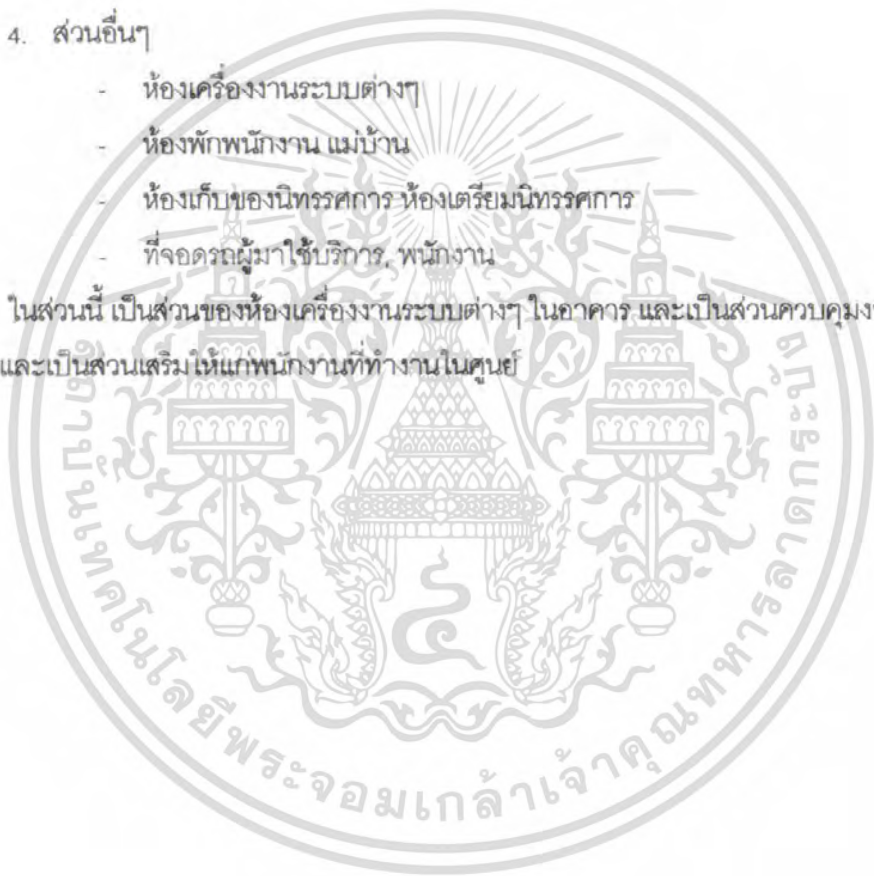 4. ส่วนอื่นๆ
- ห้องเครื่องงานระบบต่างๆ
- ห้องพักพนักงาน แม่บ้าน
- ห้องเก็บของนิทรรศการ ห้องเตรียมนิทรรศการ
- ที่จอดรถผู้มาใช้บริการ, พนักงาน
ในส่วนนี้ เป็นส่วนของห้องเครื่องงานระบบต่างๆ ในอาคาร และเป็นส่วนควบคุม
และเป็นส่วนเสริมให้แก่พนักงานที่ทำงานในศูนย์
สถาบันเทคโนโลยีพระจอมเกล้าเจ้าคุณทหารลาดกระบัง